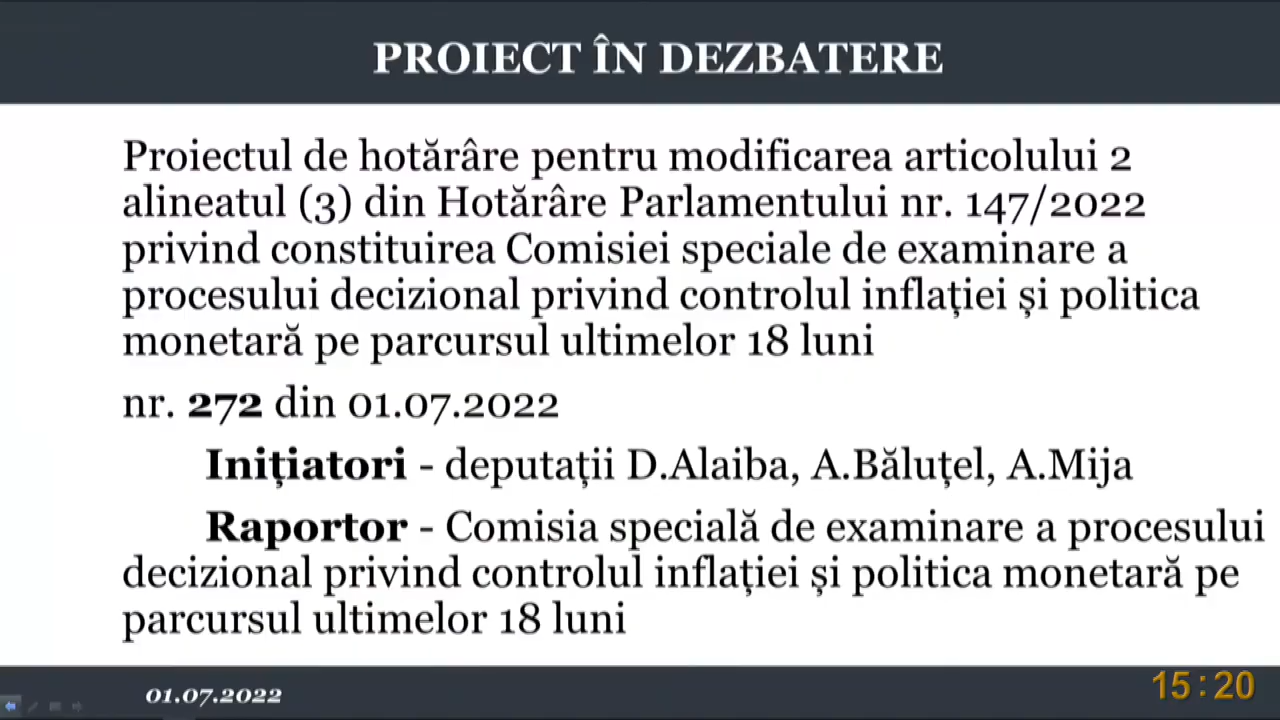 PROIECT ÎN DEZBATERE
Proiectul de hotărâre pentru modificarea articolului 2
alineatul (3) din Hotărâre Parlamentului nr. 147/2022
privind constituirea Comisiei speciale de examinare a
procesului decizional privind controlul inflației și politica
monetară pe parcursul ultimelor 18 luni
nr. 272 din 01.07.2022
Inițiatori - deputații D.Alaiba, A.Băluțel, A.Mija
Raportor - Comisia specială de examinare a procesului
decizional privind controlul inflației și politica monetară pe
parcursul ultimelor 18 luni
01.07.2022
15:20